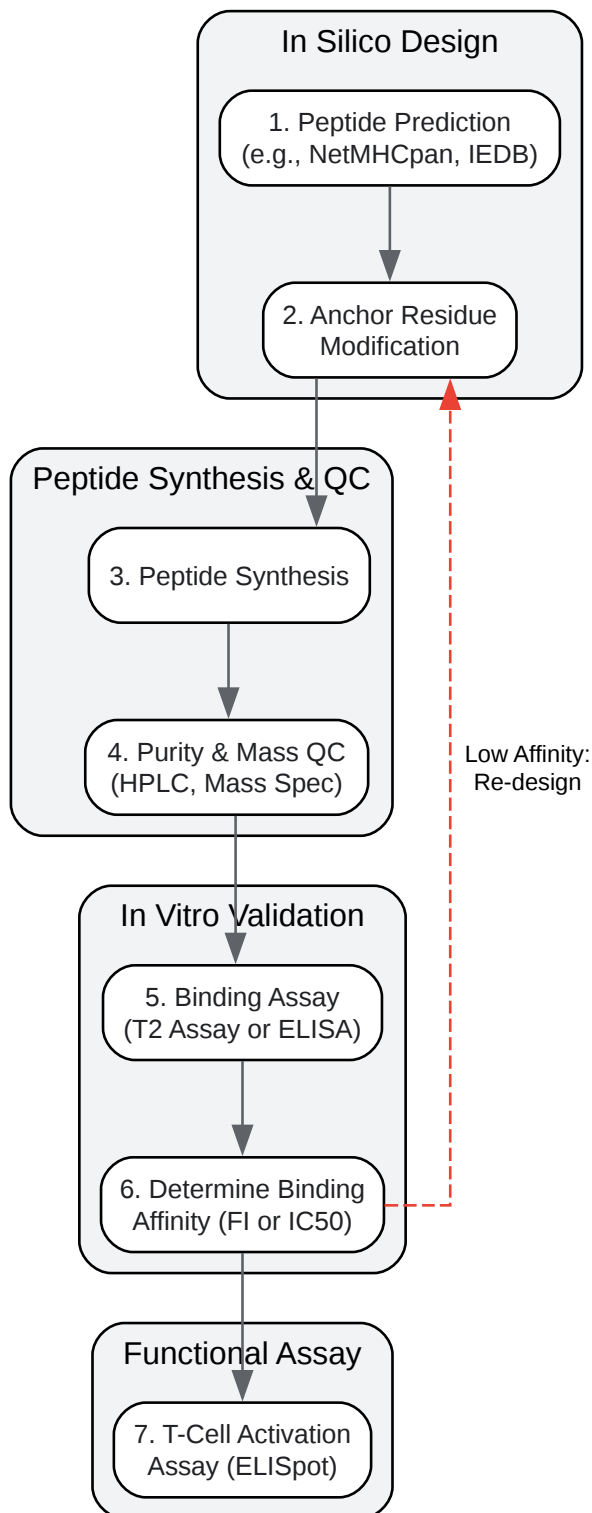 In Silico Design
1. Peptide Prediction
(e.g., NetMHCpan, IEDB)
2. Anchor Residue
Modification
Peptide Synthesis & QC
3. Peptide Synthesis
4. Purity & Mass QC
(HPLC, Mass Spec)
Low Affinity:
Re-design
In Vitro Validation
5. Binding Assay
(T2 Assay or ELISA)
6. Determine Binding
Affinity (FI or IC50)
Functional Assay
7. T-Cell Activation
Assay (ELISpot)